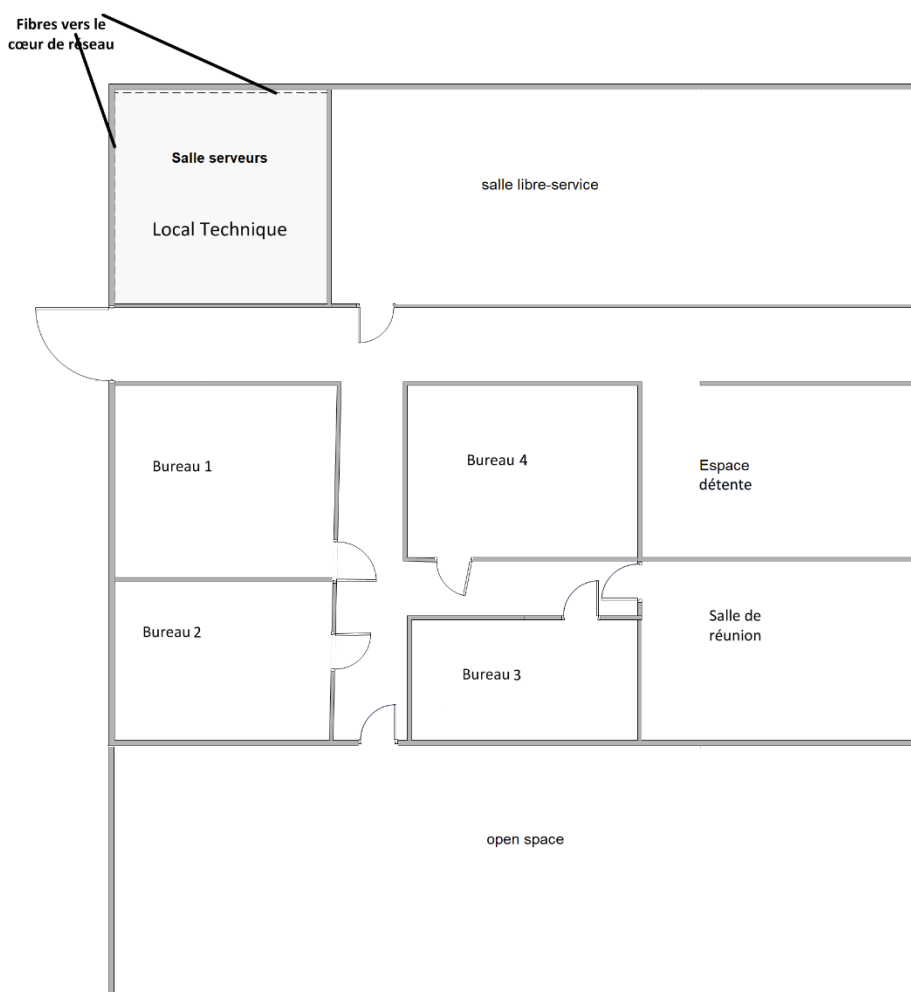 Fibres vers le
cœur de réseau
Salle serveurs
salle libre-service
Local Technique
Bureau 1
Bureau 4
Espace
détente
Bureau 2
Salle de
réunion
Bureau 3
open space